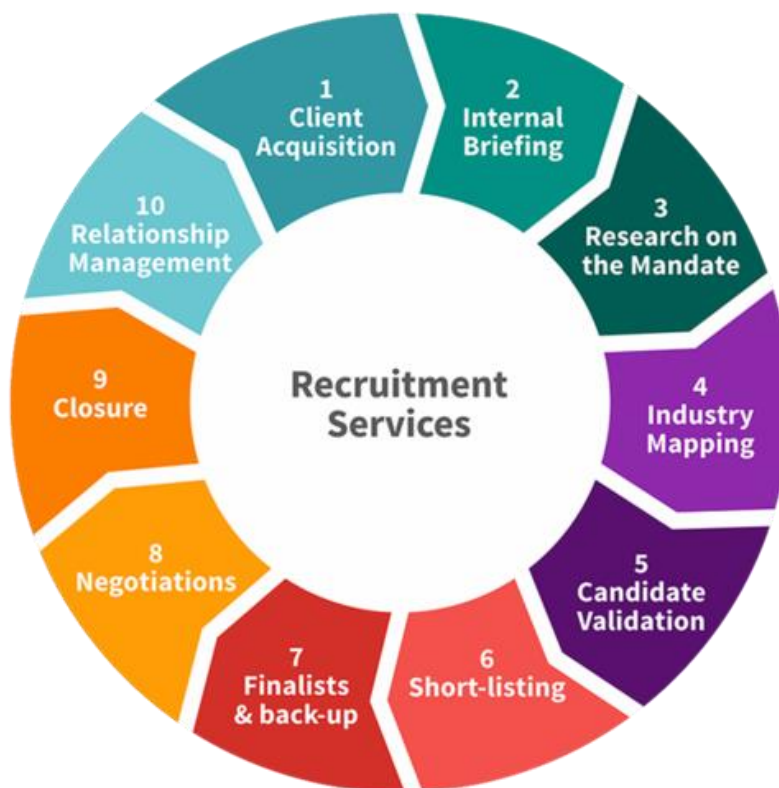 1
Client
Acquisition
2
Internal
Briefing
3
Research on
the Mandate
4
Industry
Mapping
5
Candidate
Validation
6
Short-listing
7
Finalists
& back-up
8
Negotiations
9
Closure
10
Relationship
Management
Recruitment
Services